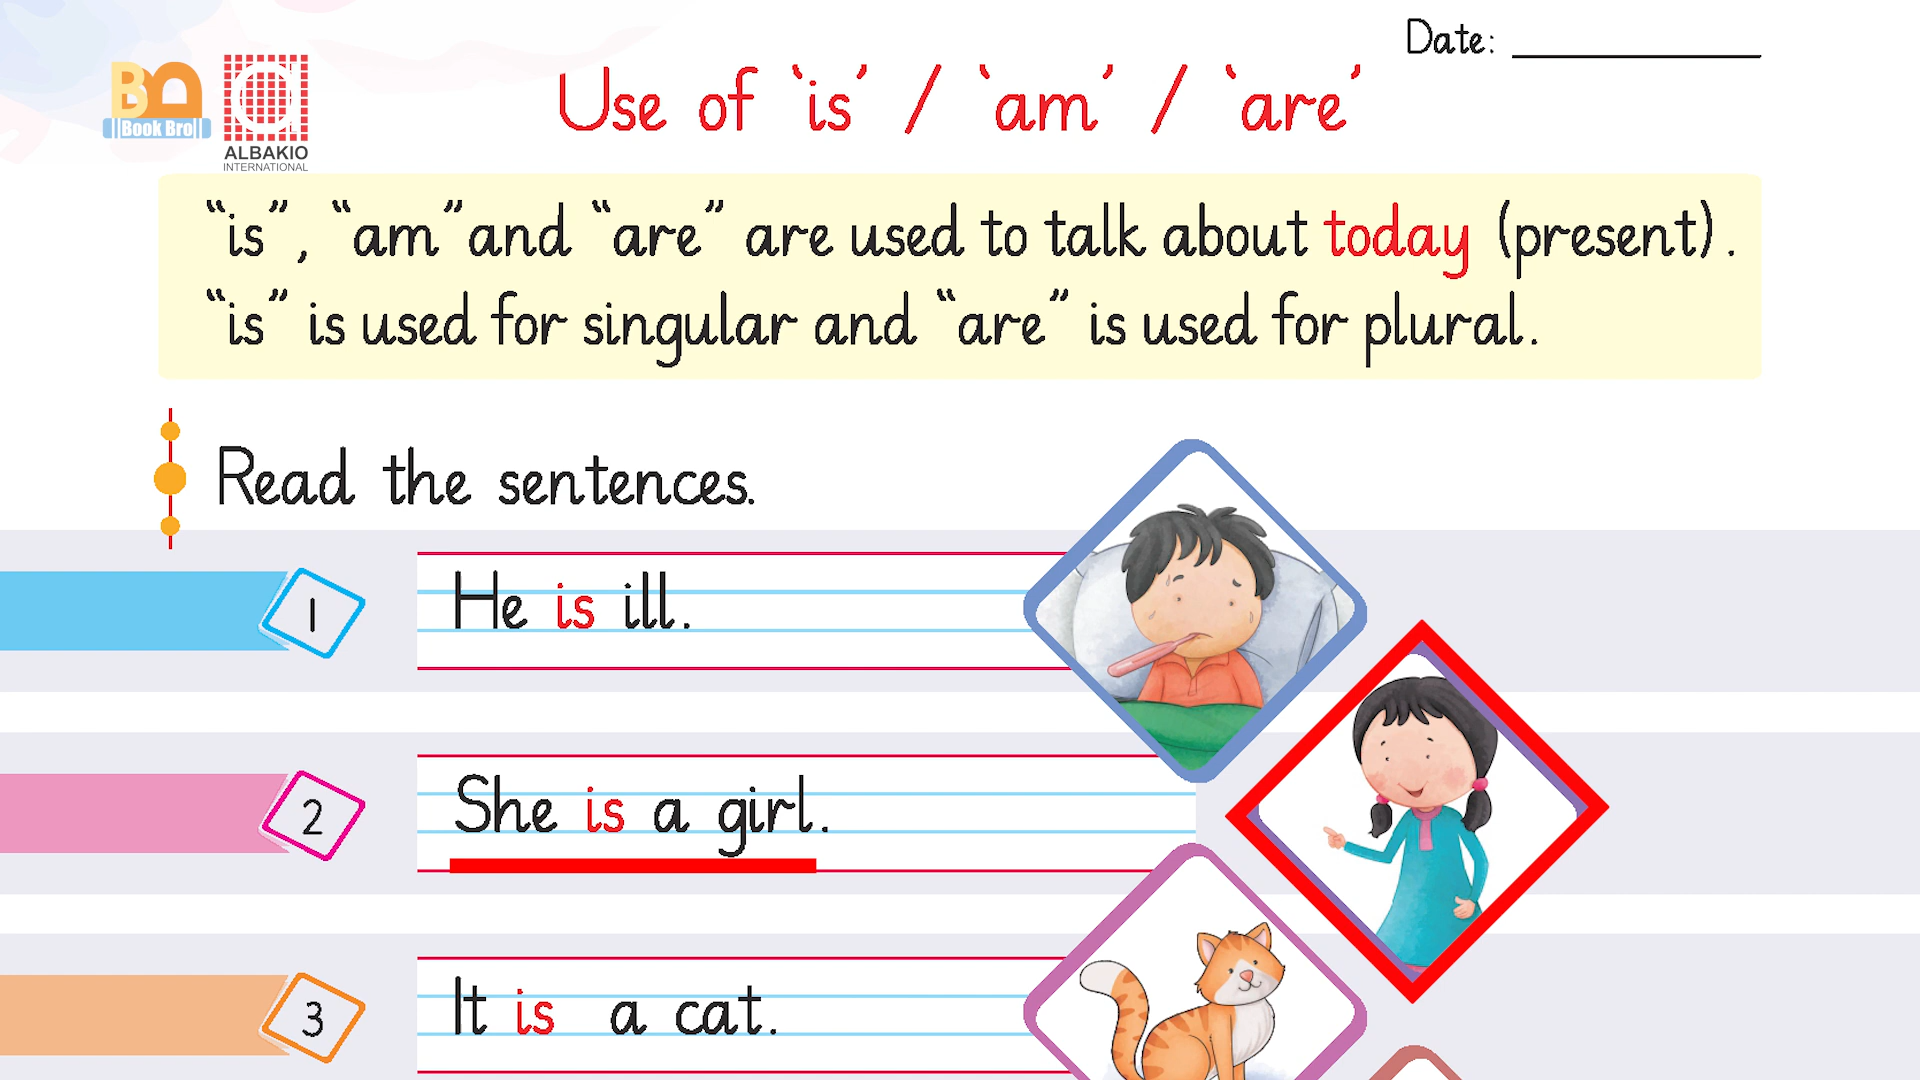 Date:
Book Bro
ALBAKIO
INTERNATIONAL
Use of ‘is’ / ‘am’ / ‘are’
“is”, “am”and “are” are used to talk about today (present).
“is” is used for singular and “are” is used for plural.
Read the sentences.
1 He is ill.
2 She is a girl.
3 It is a cat.